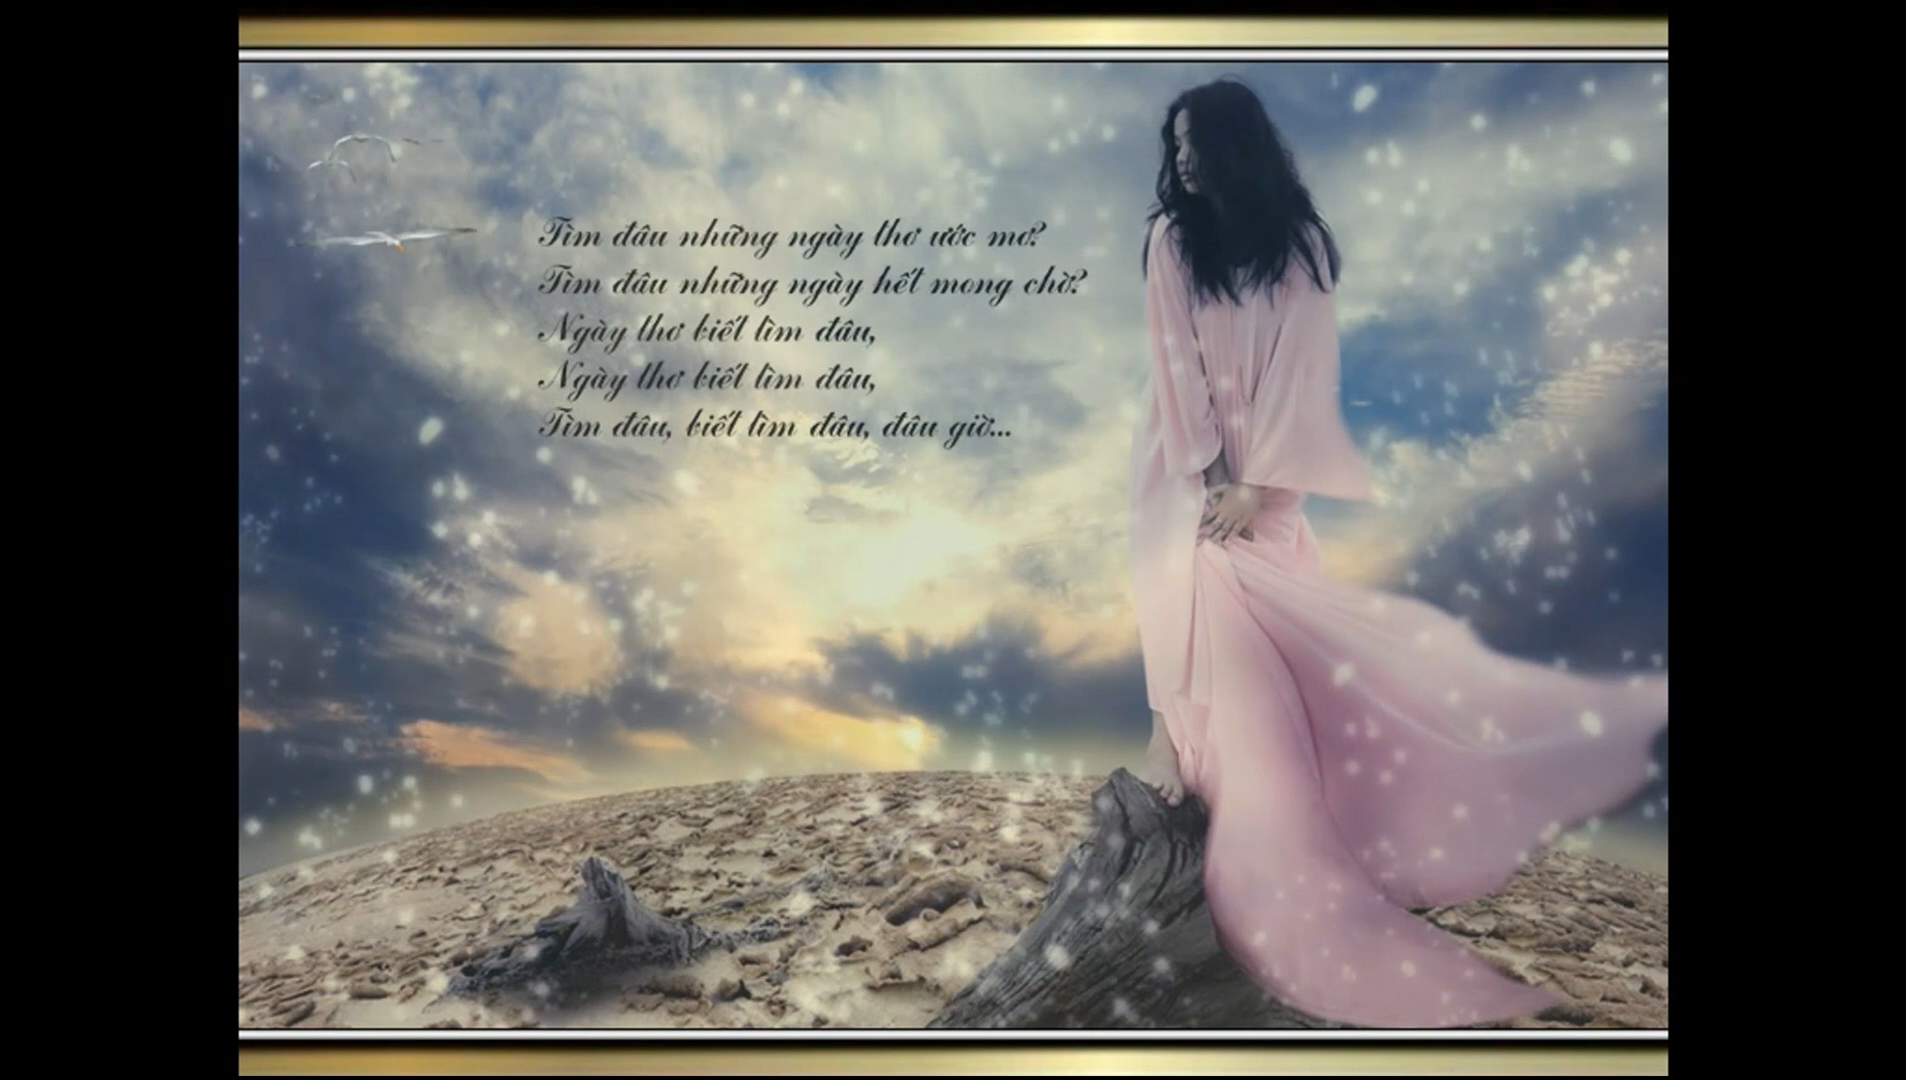 Tìm đâu những ngày thơ ước mơ?
Tìm đâu những ngày hết mong chờ?
Ngày thơ biết tìm đâu,
Ngày thơ biết tìm đâu,
Tìm đâu, biết tìm đâu, đâu giờ...